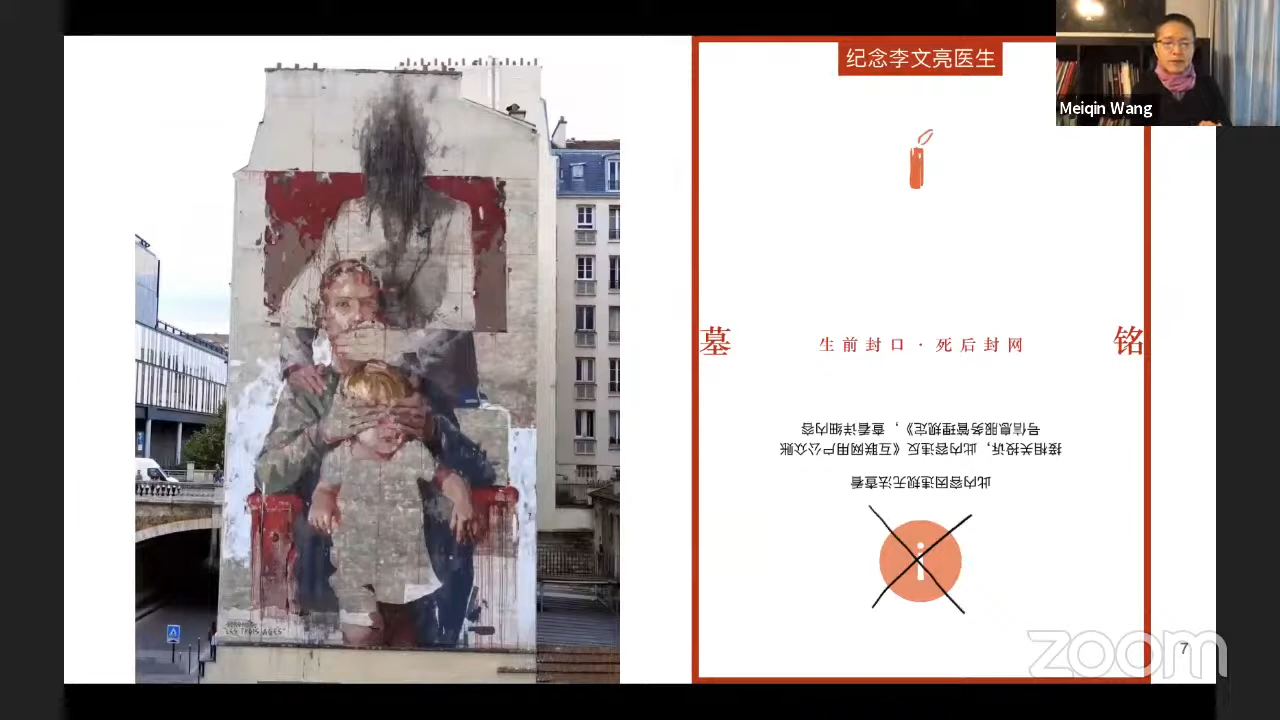 纪念李文亮医生
Meiqin Wang
墓
生前封口·死后封网
铭
此内容因违规无法查看
接相关投诉，此内容违反《互联网用户公众账
号信息服务管理规定》，查看详细内容
i
"LES TROIS AGES"
zoom
7